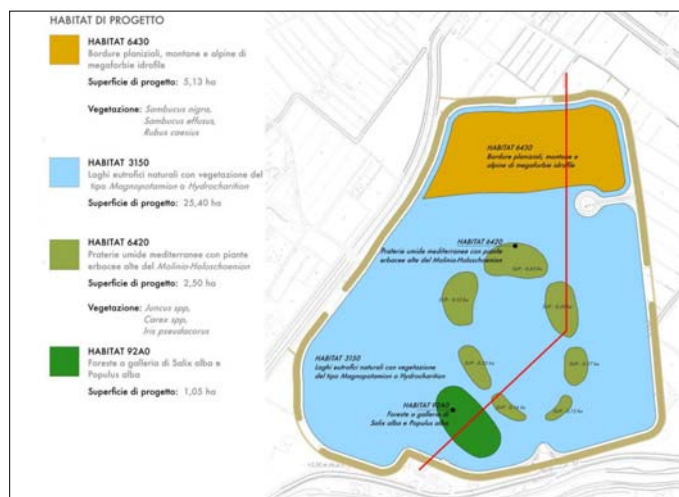 HABITAT DI PROGETTO
HABITAT 6430
Bordure planiziali, montane e alpine di
megaforbie idrofile
Superficie di progetto: 5,13 ha
Vegetazione: Sambucus nigra,
Sambucus effusus,
Rubus caesius
HABITAT 3150
Laghi eutrofici naturali con vegetazione del
tipo Magnopotamion o Hydrocharition
Superficie di progetto: 25,40 ha
HABITAT 6420
Praterie umide mediterranee con piante
erbacee alte del Molinio-Holoschoenion
Superficie di progetto: 2,50 ha
Vegetazione: Juncus spp,
Carex spp,
Iris pseudacorus
HABITAT 92A0
Foreste a galleria di Salix alba e
Populus alba
Superficie di progetto: 1,05 ha
HABITAT 6430
Bordure planiziali, montane e
alpine di megaforbie idrofile
HABITAT 6420
Praterie umide mediterranee con piante
erbacee alte del Molinio-Holoschoenion
HABITAT 3150
Laghi eutrofici naturali con vegetazione
del tipo Magnopotamion o Hydrocharition
HABITAT 92A0
Foreste a galleria di
Salix alba e Populus alba